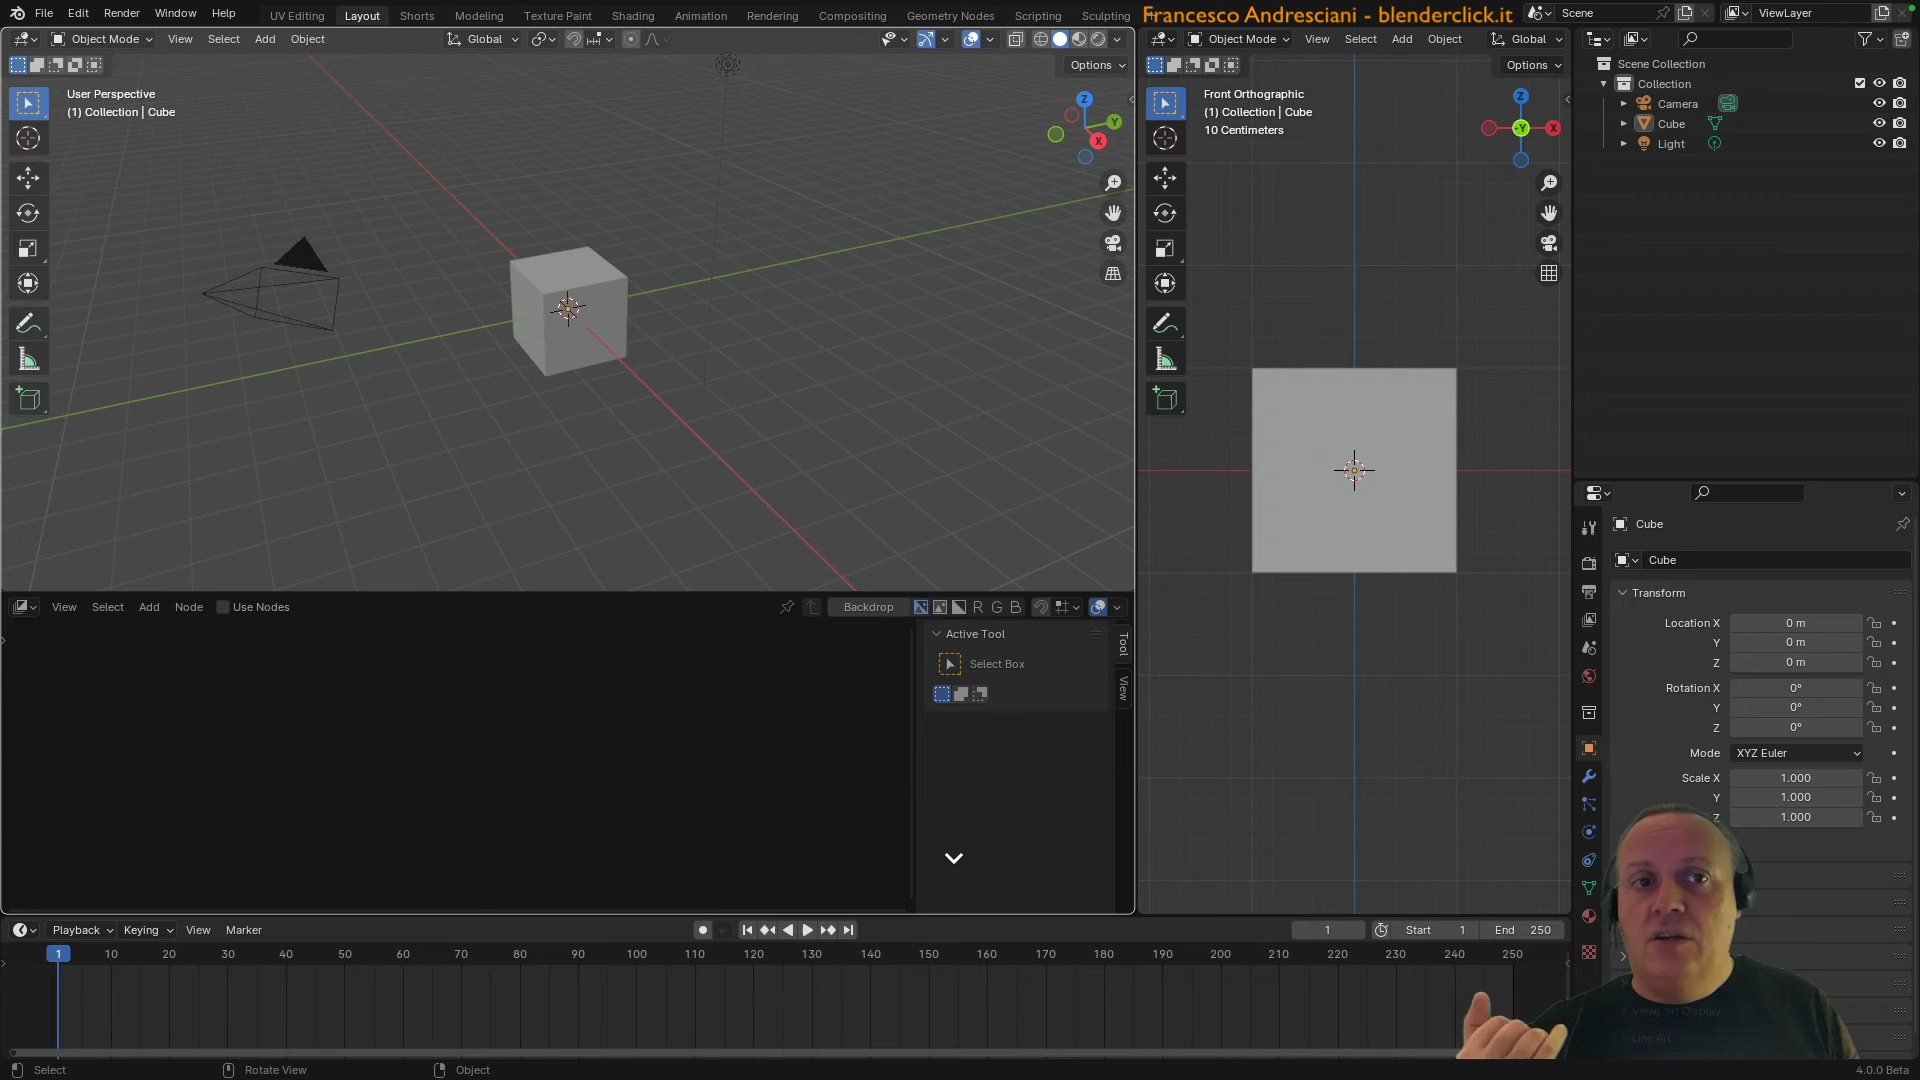 File Edit Render Window Help
UV Editing Layout Shorts Modeling Texture Paint Shading Animation Rendering Compositing Geometry Nodes Scripting Sculpting
Francesco Andresciani - blenderclick.it
Scene ViewLayer
Object Mode View Select Add Object Global
Options
User Perspective
(1) Collection | Cube
Z
Y
X
Object Mode View Select Add Object Global
Options
Front Orthographic
(1) Collection | Cube
10 Centimeters
Z
-Y
X
Scene Collection
Collection
Camera
Cube
Light
Cube
Cube
Transform
Location X 0 m
Y 0 m
Z 0 m
Rotation X 0°
Y 0°
Z 0°
Mode XYZ Euler
Scale X 1.000
Y 1.000
Z 1.000
Line Art
View Select Add Node Use Nodes Backdrop R G B
Active Tool
Select Box
Tool
View
Playback Keying View Marker
1 Start 1 End 250
1 10 20 30 40 50 60 70 80 90 100 110 120 130 140 150 160 170 180 190 200 210 220 230 240 250
Select Rotate View Object 4.0.0 Beta